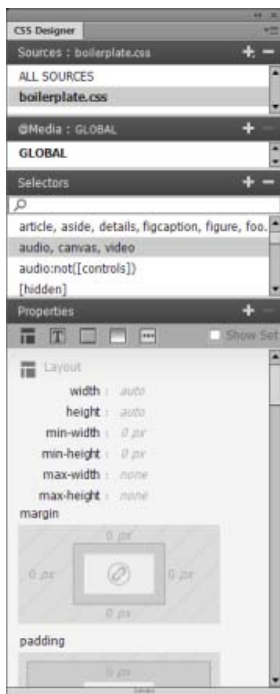 CSS Designer
Sources : boilerplate.css
ALL SOURCES
boilerplate.css
@Media : GLOBAL
GLOBAL
Selectors
article, aside, details, figcaption, figure, foo.
audio, canvas, video
audio:not([controls])
[hidden]
Properties
T
Show Set
Layout
width : auto
height : auto
min-width : 0 px
min-height : 0 px
max-width : none
max-height : none
margin
0 px
0 px 0 px
0 px
padding
0 px